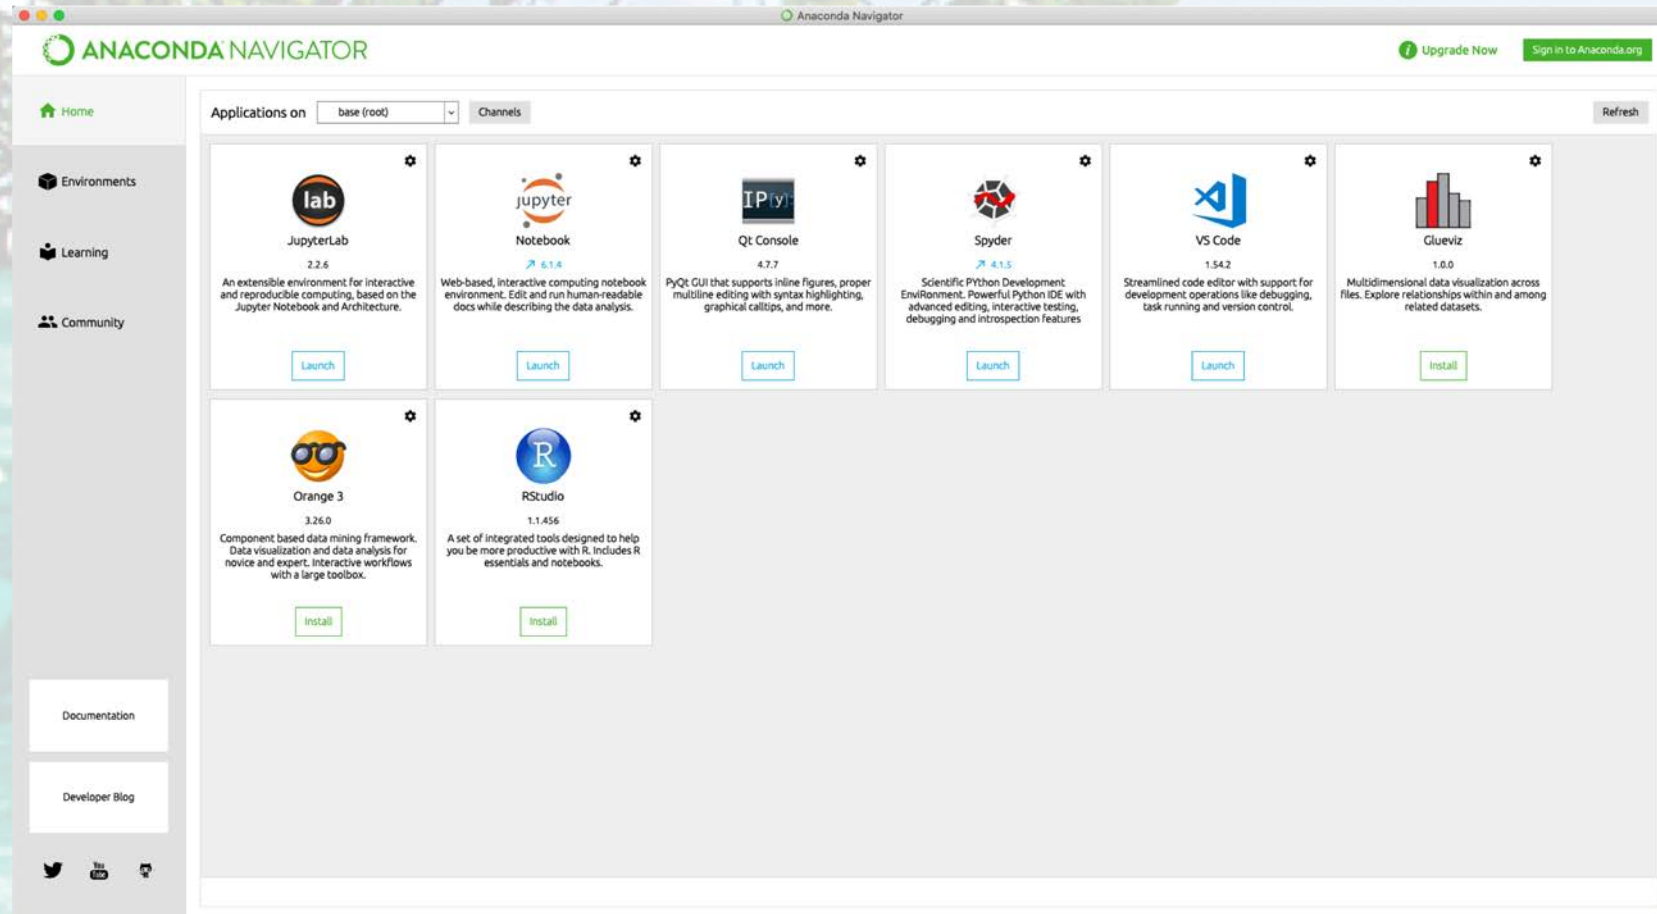 Anaconda Navigator
ANACONDA NAVIGATOR
Upgrade Now
Sign in to Anaconda.org
Home
Environments
Learning
Community
Documentation
Developer Blog
You
Tube
Applications on
base (root)
Channels
Refresh
lab
JupyterLab
2.2.6
An extensible environment for interactive
and reproducible computing, based on the
Jupyter Notebook and Architecture.
Launch
jupyter
Notebook
6.1.4
Web-based, interactive computing notebook
environment. Edit and run human-readable
docs while describing the data analysis.
Launch
IP[y]:
Qt Console
4.7.7
PyQt GUI that supports inline figures, proper
multiline editing with syntax highlighting,
graphical calltips, and more.
Launch
Spyder
4.1.5
Scientific PYthon Development
EnviRonment. Powerful Python IDE with
advanced editing, interactive testing,
debugging and introspection features
Launch
VS Code
1.54.2
Streamlined code editor with support for
development operations like debugging,
task running and version control.
Launch
Glueviz
1.0.0
Multidimensional data visualization across
files. Explore relationships within and among
related datasets.
Install
Orange 3
3.26.0
Component based data mining framework.
Data visualization and data analysis for
novice and expert. Interactive workflows
with a large toolbox.
Install
R
RStudio
1.1.456
A set of integrated tools designed to help
you be more productive with R. Includes R
essentials and notebooks.
Install